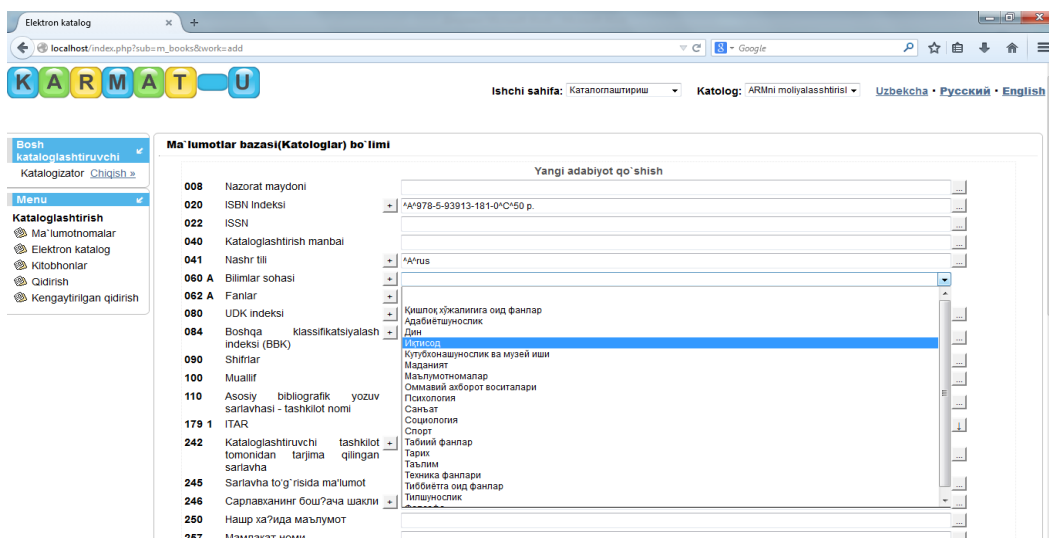 Elektron katalog
localhost/index.php?sub=m_books&work=add
Google
KARMAT-U
Ishchi sahifa: Каталоглаштириш Katolog: ARMni moliyalasshtirisl Uzbekcha • Русский • English
Bosh kataloglashtiruvchi
Katalogizator Chiqish »
Menu
Kataloglashtirish
Ma`lumotnomalar
Elektron katalog
Kitobhonlar
Qidirish
Kengaytirilgan qidirish
Ma`lumotlar bazasi(Katologlar) bo`limi
Yangi adabiyot qo`shish
008 Nazorat maydoni ...
020 ISBN Indeksi + ^A^978-5-93913-181-0^C^50 p. ...
022 ISSN ...
040 Kataloglashtirish manbai ...
041 Nashr tili + ^A^rus ...
060 A Bilimlar sohasi +
062 A Fanlar +
080 UDK indeksi + ...
084 Boshqa klassifikatsiyalash + ...
indeksi (BBK)
090 Shifrlar ...
100 Muallif ...
110 Asosiy bibliografik yozuv ...
sarlavhasi - tashkilot nomi
179 1 ITAR
242 Kataloglashtiruvchi tashkilot + ...
tomonidan tarjima qilingan
sarlavha
245 Sarlavha to'g`risida ma'lumot ...
246 Сарлавханинг бош?ача шакли + ...
250 Нашр ха?ида маълумот ...
257 Мамлакат номи
Қишлоқ хўжалигига оид фанлар
Адабиётшунослик
Дин
Иқтисод
Кутубхонашунослик ва музей иши
Маданият
Маълумотномалар
Оммавий ахборот воситалари
Психология
Санъат
Социология
Спорт
Табиий фанлар
Тарих
Таълим
Техника фанлари
Тиббиётга оид фанлар
Тилшунослик